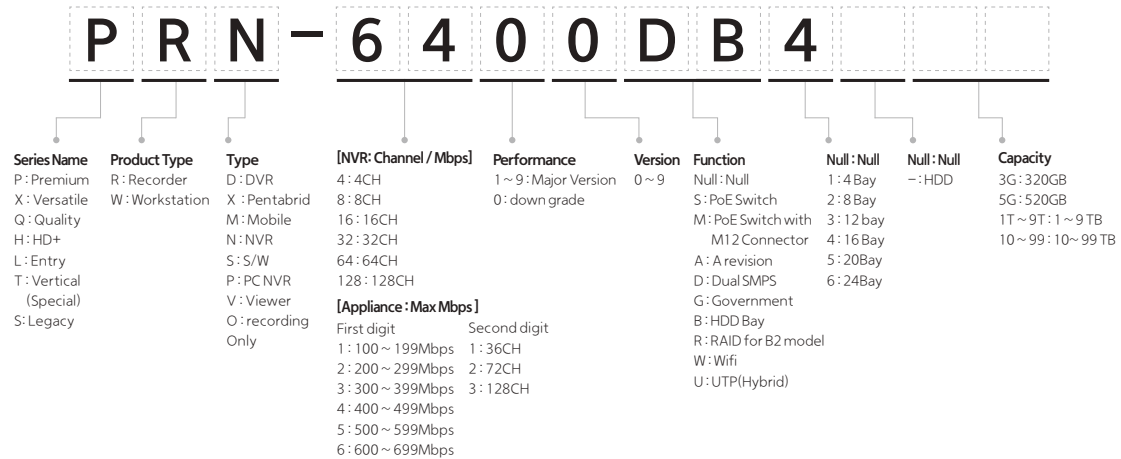 PRN-6400DB4
Series Name
P : Premium
X : Versatile
Q : Quality
H : HD+
L : Entry
T : Vertical
(Special)
S: Legacy
Product Type
R : Recorder
W : Workstation
Type
D : DVR
X : Pentabrid
M : Mobile
N : NVR
S : S/W
P : PC NVR
V : Viewer
O : recording
Only
[NVR: Channel / Mbps]
4 : 4CH
8 : 8CH
16 : 16CH
32 : 32CH
64 : 64CH
128 : 128CH
[Appliance : Max Mbps ]
First digit
1 : 100 ~ 199Mbps
2 : 200 ~ 299Mbps
3 : 300 ~ 399Mbps
4 : 400 ~ 499Mbps
5 : 500 ~ 599Mbps
6 : 600 ~ 699Mbps
Second digit
1 : 36CH
2 : 72CH
3 : 128CH
Performance
1 ~ 9 : Major Version
0 : down grade
Version
0 ~ 9
Function
Null : Null
S : PoE Switch
M : PoE Switch with
M12 Connector
A : A revision
D : Dual SMPS
G : Government
B : HDD Bay
R : RAID for B2 model
W : Wifi
U : UTP(Hybrid)
Null : Null
1 : 4 Bay
2 : 8 Bay
3 : 12 bay
4 : 16 Bay
5 : 20Bay
6 : 24Bay
Null : Null
– : HDD
Capacity
3G : 320GB
5G : 520GB
1T ~ 9T : 1 ~ 9 TB
10 ~ 99 : 10~ 99 TB